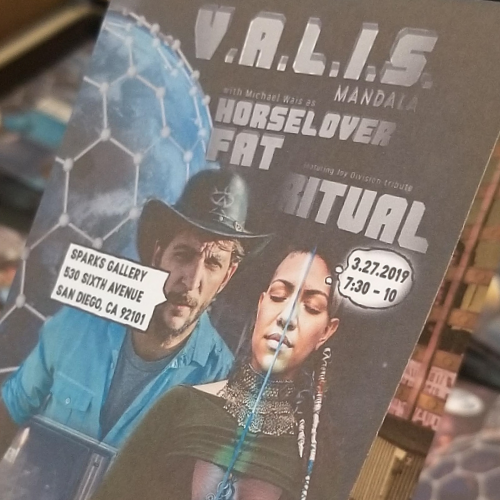 V.A.L.I.S.
MANDALA
with Michael Wais as
HORSELOVER
FAT
featuring Joy Division tribute
RITUAL
SPARKS GALLERY
530 SIXTH AVENUE
SAN DIEGO, CA 92101
3.27.2019
7:30 - 10